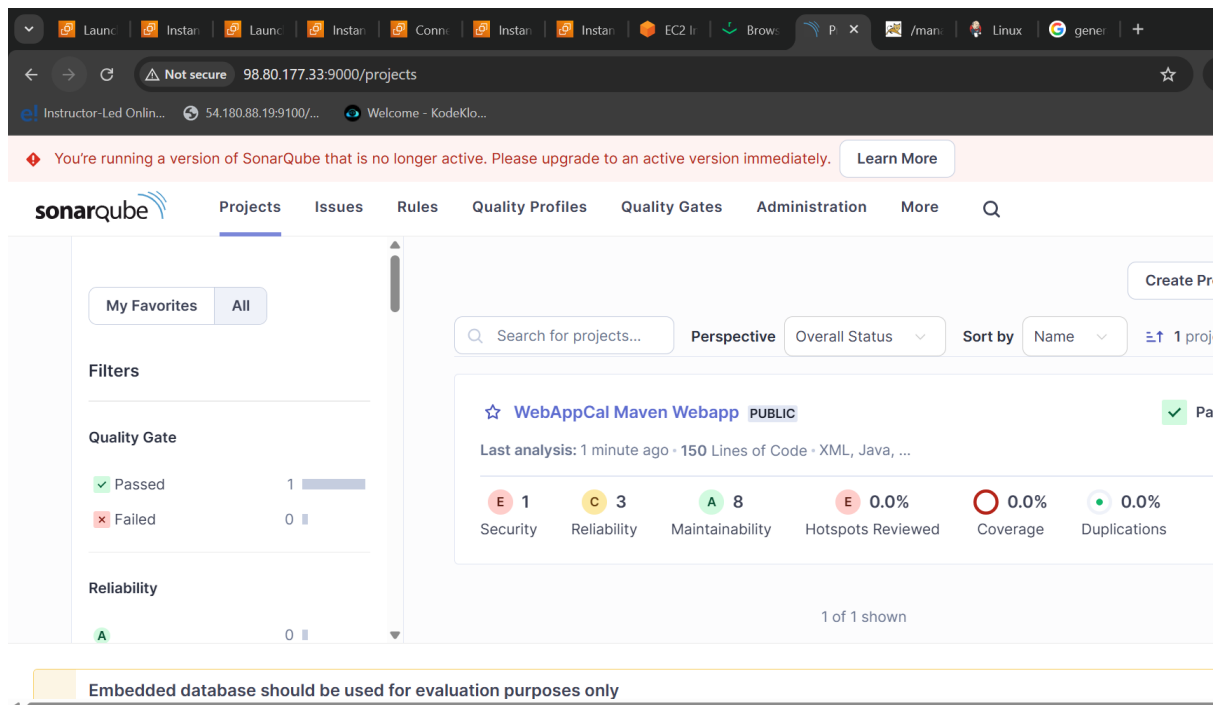 Launc Instan Launc Instan Conne Instan Instan EC2 In Brows P /mana Linux gener
Not secure 98.80.177.33:9000/projects
Instructor-Led Onlin... 54.180.88.19:9100/... Welcome - KodeKlo...
You're running a version of SonarQube that is no longer active. Please upgrade to an active version immediately. Learn More
sonarqube Projects Issues Rules Quality Profiles Quality Gates Administration More
Create Pr
My Favorites All
Search for projects... Perspective Overall Status Sort by Name 1 proj
Filters
WebAppCal Maven Webapp PUBLIC Pa
Quality Gate
Last analysis: 1 minute ago · 150 Lines of Code · XML, Java, ...
Passed 1
E 1 C 3 A 8 E 0.0% 0.0% 0.0%
Failed 0
Security Reliability Maintainability Hotspots Reviewed Coverage Duplications
Reliability
1 of 1 shown
A 0
Embedded database should be used for evaluation purposes only